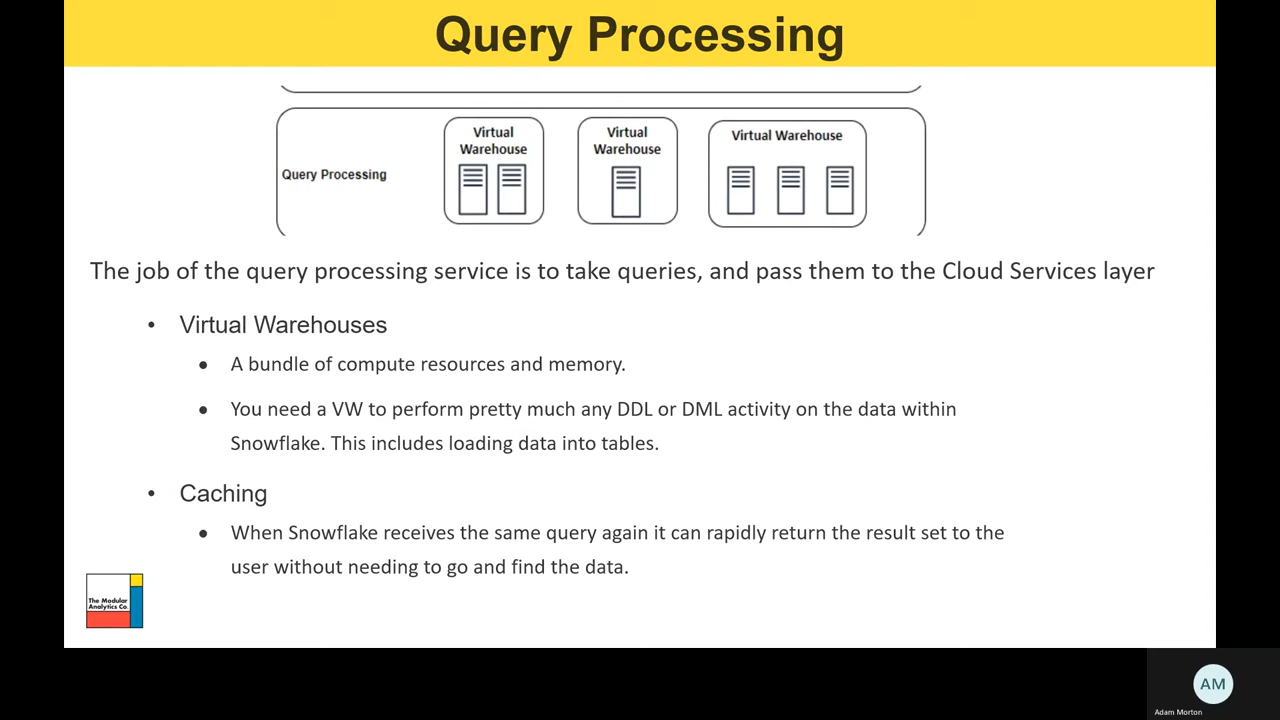 Query Processing
Virtual
Warehouse
Virtual
Warehouse
Virtual Warehouse
Query Processing
The job of the query processing service is to take queries, and pass them to the Cloud Services layer
• Virtual Warehouses
• A bundle of compute resources and memory.
• You need a VW to perform pretty much any DDL or DML activity on the data within
Snowflake. This includes loading data into tables.
• Caching
• When Snowflake receives the same query again it can rapidly return the result set to the
user without needing to go and find the data.
The Modular
Analytics Co.
AM
Adam Morton